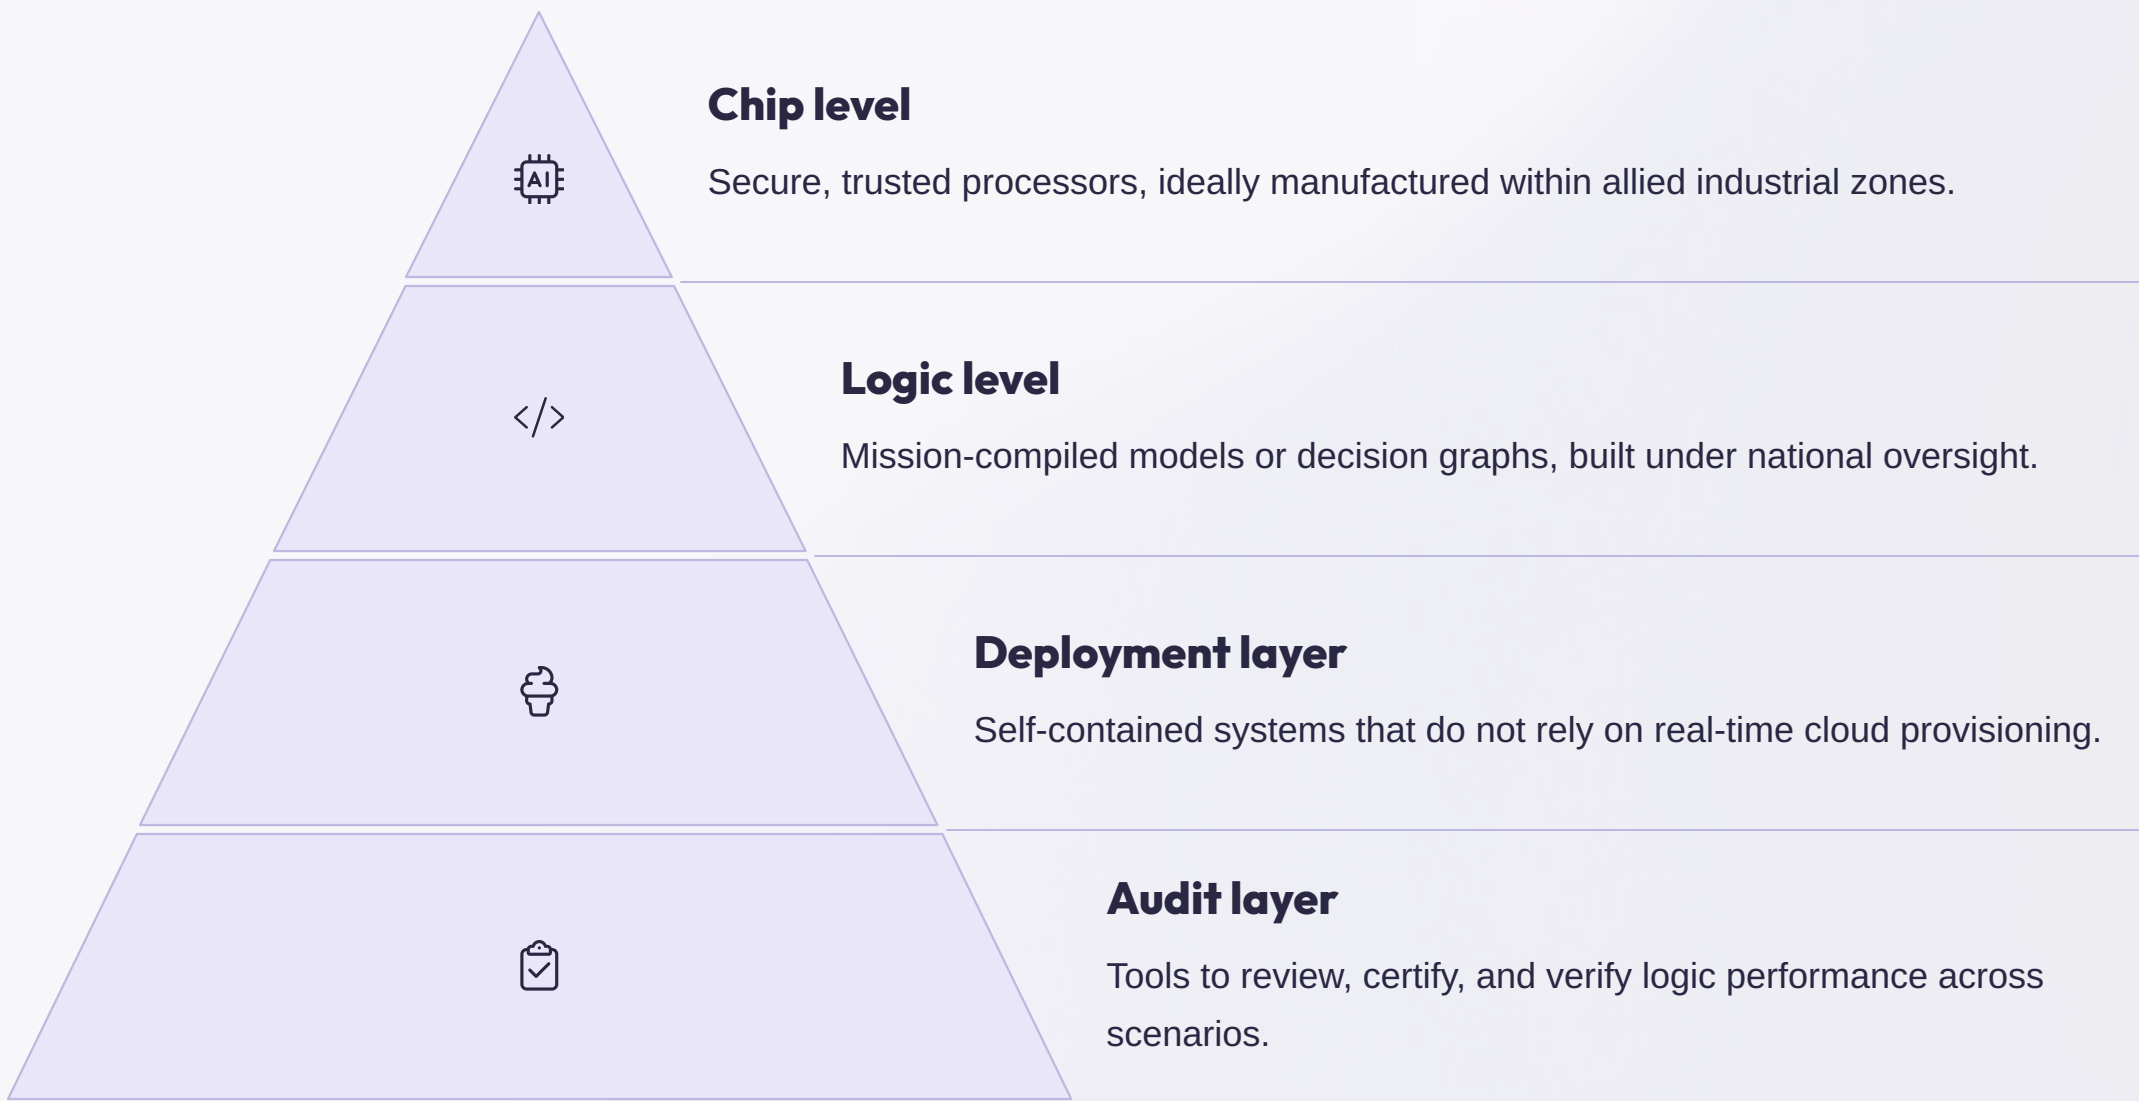 AI
Chip level
Secure, trusted processors, ideally manufactured within allied industrial zones.
Logic level
Mission-compiled models or decision graphs, built under national oversight.
Deployment layer
Self-contained systems that do not rely on real-time cloud provisioning.
Audit layer
Tools to review, certify, and verify logic performance across
scenarios.